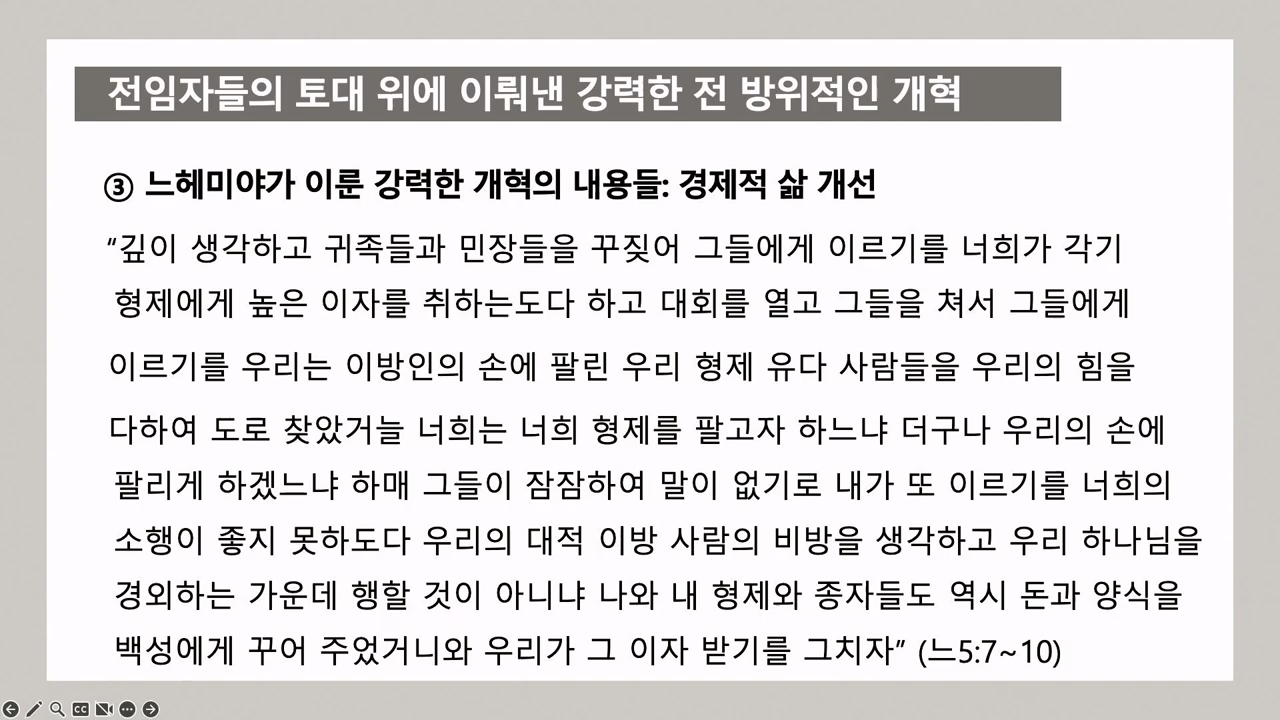 전임자들의 토대 위에 이뤄낸 강력한 전 방위적인 개혁
③ 느헤미야가 이룬 강력한 개혁의 내용들: 경제적 삶 개선
“깊이 생각하고 귀족들과 민장들을 꾸짖어 그들에게 이르기를 너희가 각기
형제에게 높은 이자를 취하는도다 하고 대회를 열고 그들을 쳐서 그들에게
이르기를 우리는 이방인의 손에 팔린 우리 형제 유다 사람들을 우리의 힘을
다하여 도로 찾았거늘 너희는 너희 형제를 팔고자 하느냐 더구나 우리의 손에
팔리게 하겠느냐 하매 그들이 잠잠하여 말이 없기로 내가 또 이르기를 너희의
소행이 좋지 못하도다 우리의 대적 이방 사람의 비방을 생각하고 우리 하나님을
경외하는 가운데 행할 것이 아니냐 나와 내 형제와 종자들도 역시 돈과 양식을
백성에게 꾸어 주었거니와 우리가 그 이자 받기를 그치자” (느5:7~10)
CC